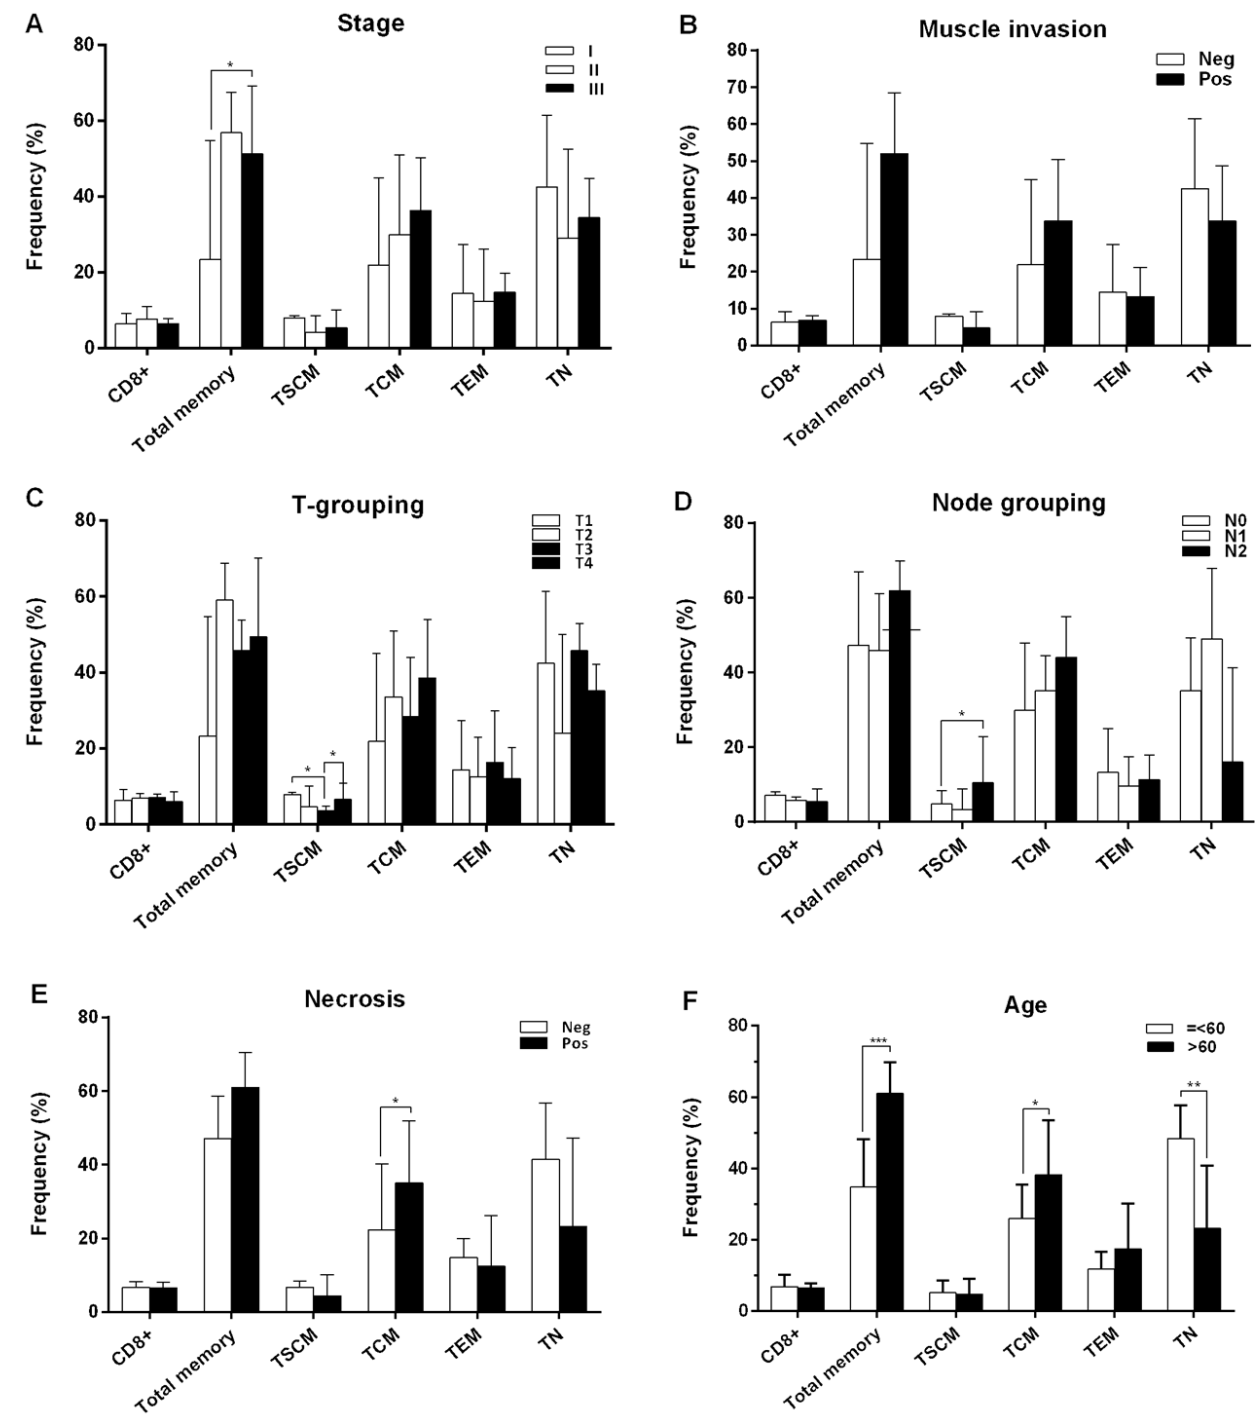 A
Stage
80
60
40
20
0
Frequency (%)
I
II
III
*
CD8+
Total memory
TSCM
TCM
TEM
TN
B
Muscle invasion
80
70
60
50
40
30
20
10
0
Frequency (%)
Neg
Pos
CD8+
Total memory
TSCM
TCM
TEM
TN
C
T-grouping
80
60
40
20
0
Frequency (%)
T1
T2
T3
T4
*
*
CD8+
Total memory
TSCM
TCM
TEM
TN
D
Node grouping
80
60
40
20
0
Frequency (%)
N0
N1
N2
*
CD8+
Total memory
TSCM
TCM
TEM
TN
E
Necrosis
80
60
40
20
0
Frequency (%)
Neg
Pos
*
CD8+
Total memory
TSCM
TCM
TEM
TN
F
Age
80
60
40
20
0
Frequency (%)
=<60
>60
***
*
**
CD8+
Total memory
TSCM
TCM
TEM
TN